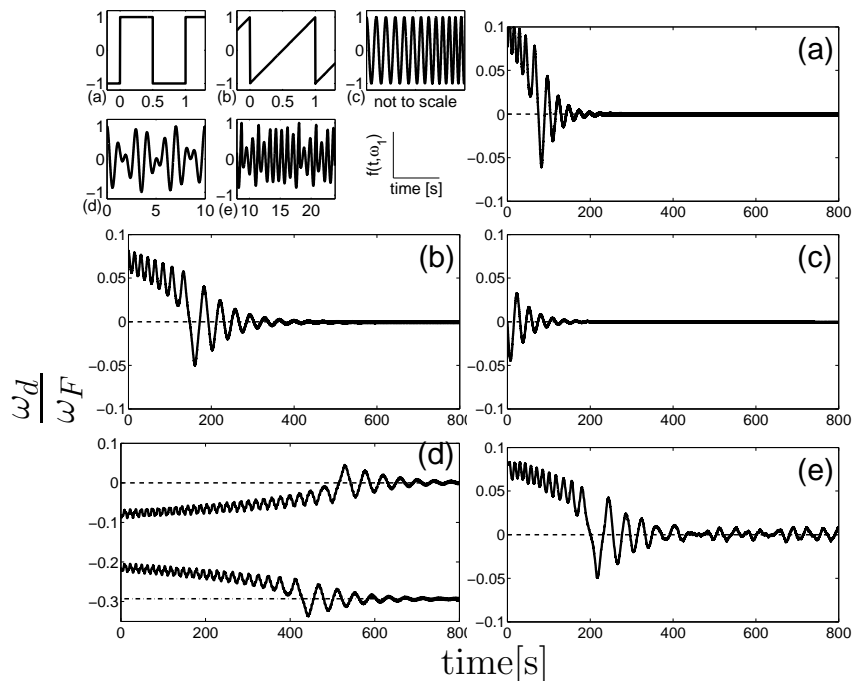 1 0 −1 (a) 0 0.5 1
1 0 −1 (b) 0 0.5 1
1 0 −1 (c) not to scale
1 0 −1 (d) 0 5 10
1 0 −1 (e) 10 15 20
f(t,ω₁)
time [s]
(a)
0.1 0.05 0 −0.05 −0.1
0 200 400 600 800
(b)
0.1 0.05 0 −0.05 −0.1
0 200 400 600 800
(c)
0.1 0.05 0 −0.05 −0.1
0 200 400 600 800
(d)
0.1 0 −0.1 −0.2 −0.3
0 200 400 600 800
(e)
0.1 0.05 0 −0.05 −0.1
0 200 400 600 800
ω_d
ω_F
time[s]